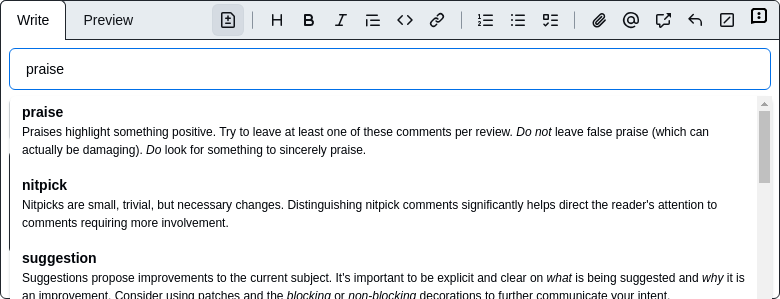 Write Preview
praise
praise
Praises highlight something positive. Try to leave at least one of these comments per review. Do not leave false praise (which can
actually be damaging). Do look for something to sincerely praise.
nitpick
Nitpicks are small, trivial, but necessary changes. Distinguishing nitpick comments significantly helps direct the reader's attention to
comments requiring more involvement.
suggestion
Suggestions propose improvements to the current subject. It's important to be explicit and clear on what is being suggested and why it is
an improvement. Consider using patches and the blocking or non-blocking decorations to further communicate your intent.